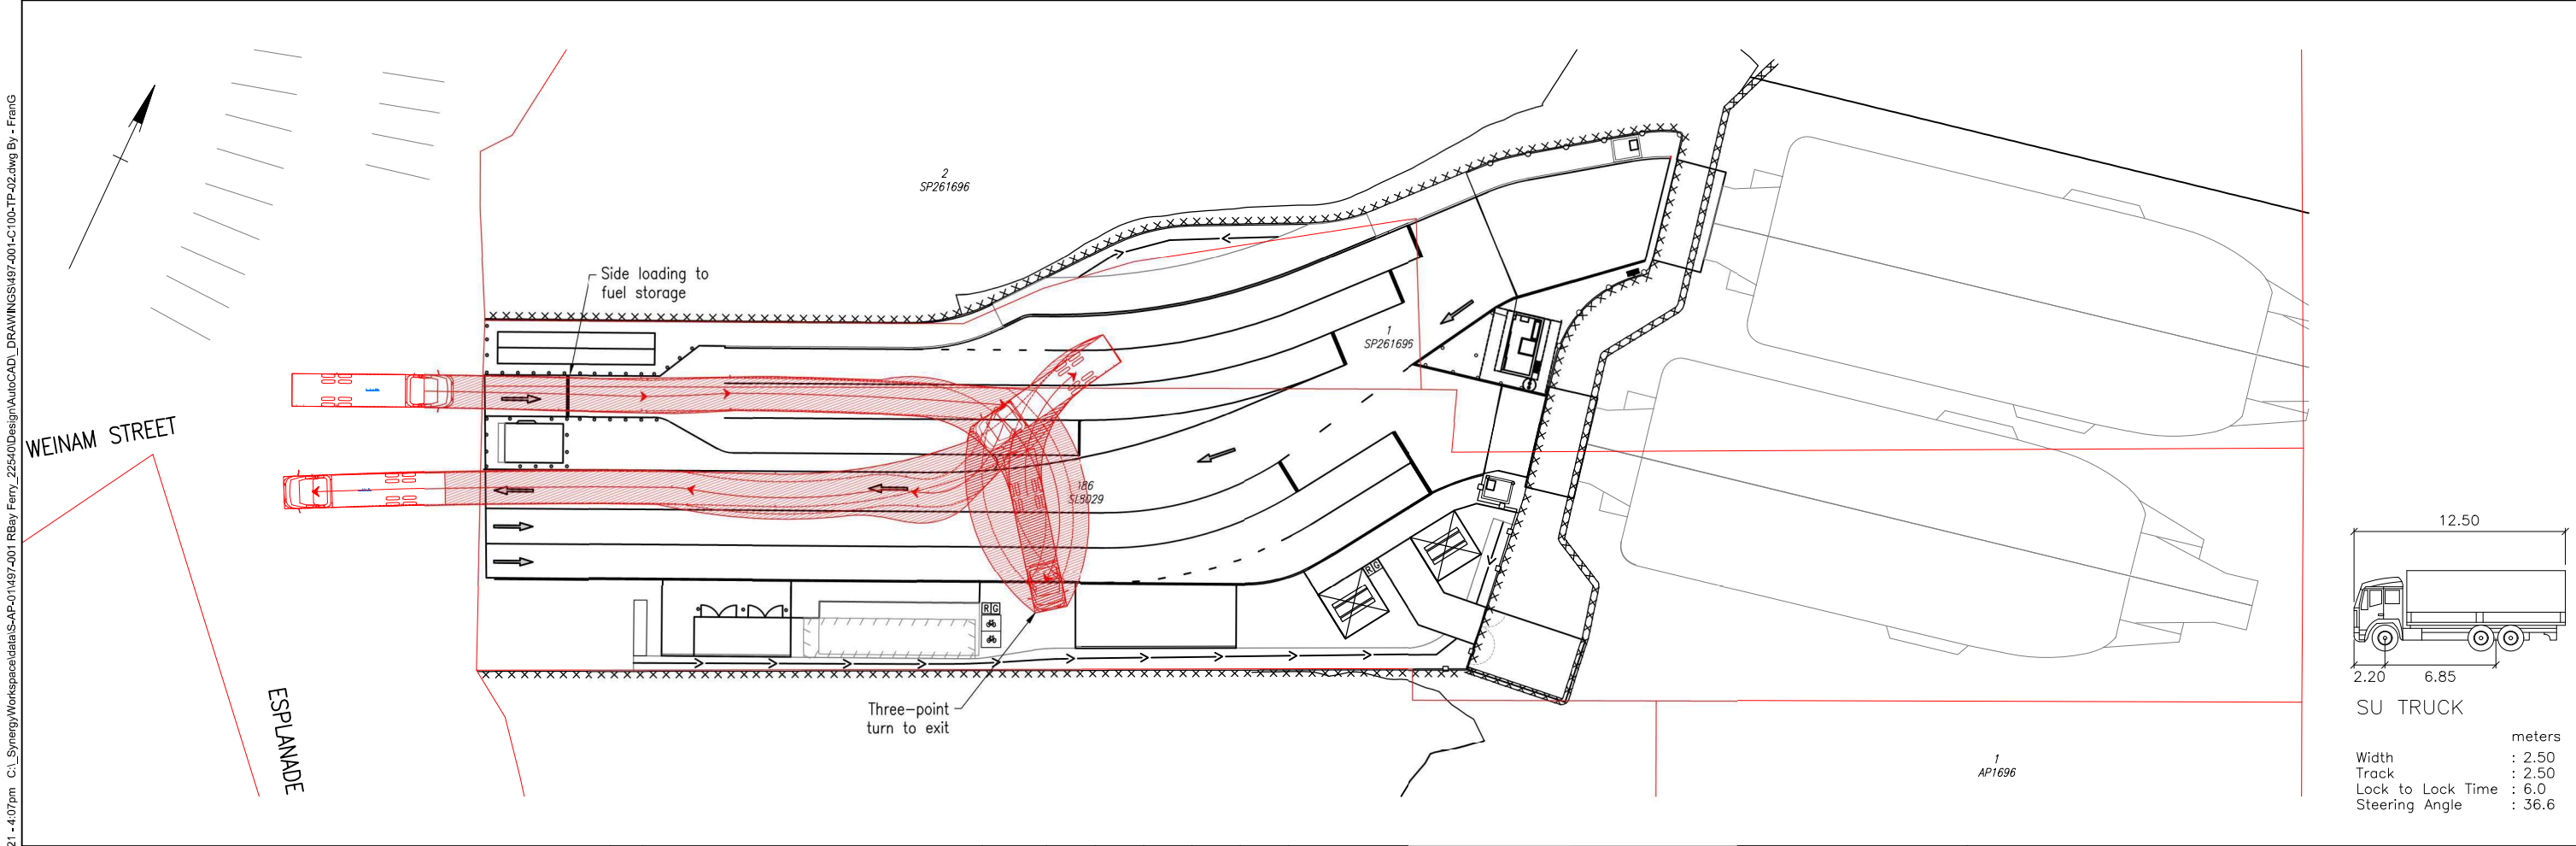 21 - 4:07pm C:\_SynergyWorkspace\data\S-AP-01\497-001 RBay Ferry_22540\Design\AutoCAD\_DRAWINGS\497-001-C100-TP-02.dwg By - FranG
2
SP261696
Side loading to
fuel storage
1
SP261696
WEINAM STREET
186
SL8029
12.50
R G
R G
2.20 6.85
SU TRUCK
ESPLANADE
Three-point
turn to exit
meters
Width : 2.50
Track : 2.50
Lock to Lock Time : 6.0
Steering Angle : 36.6
1
AP1696